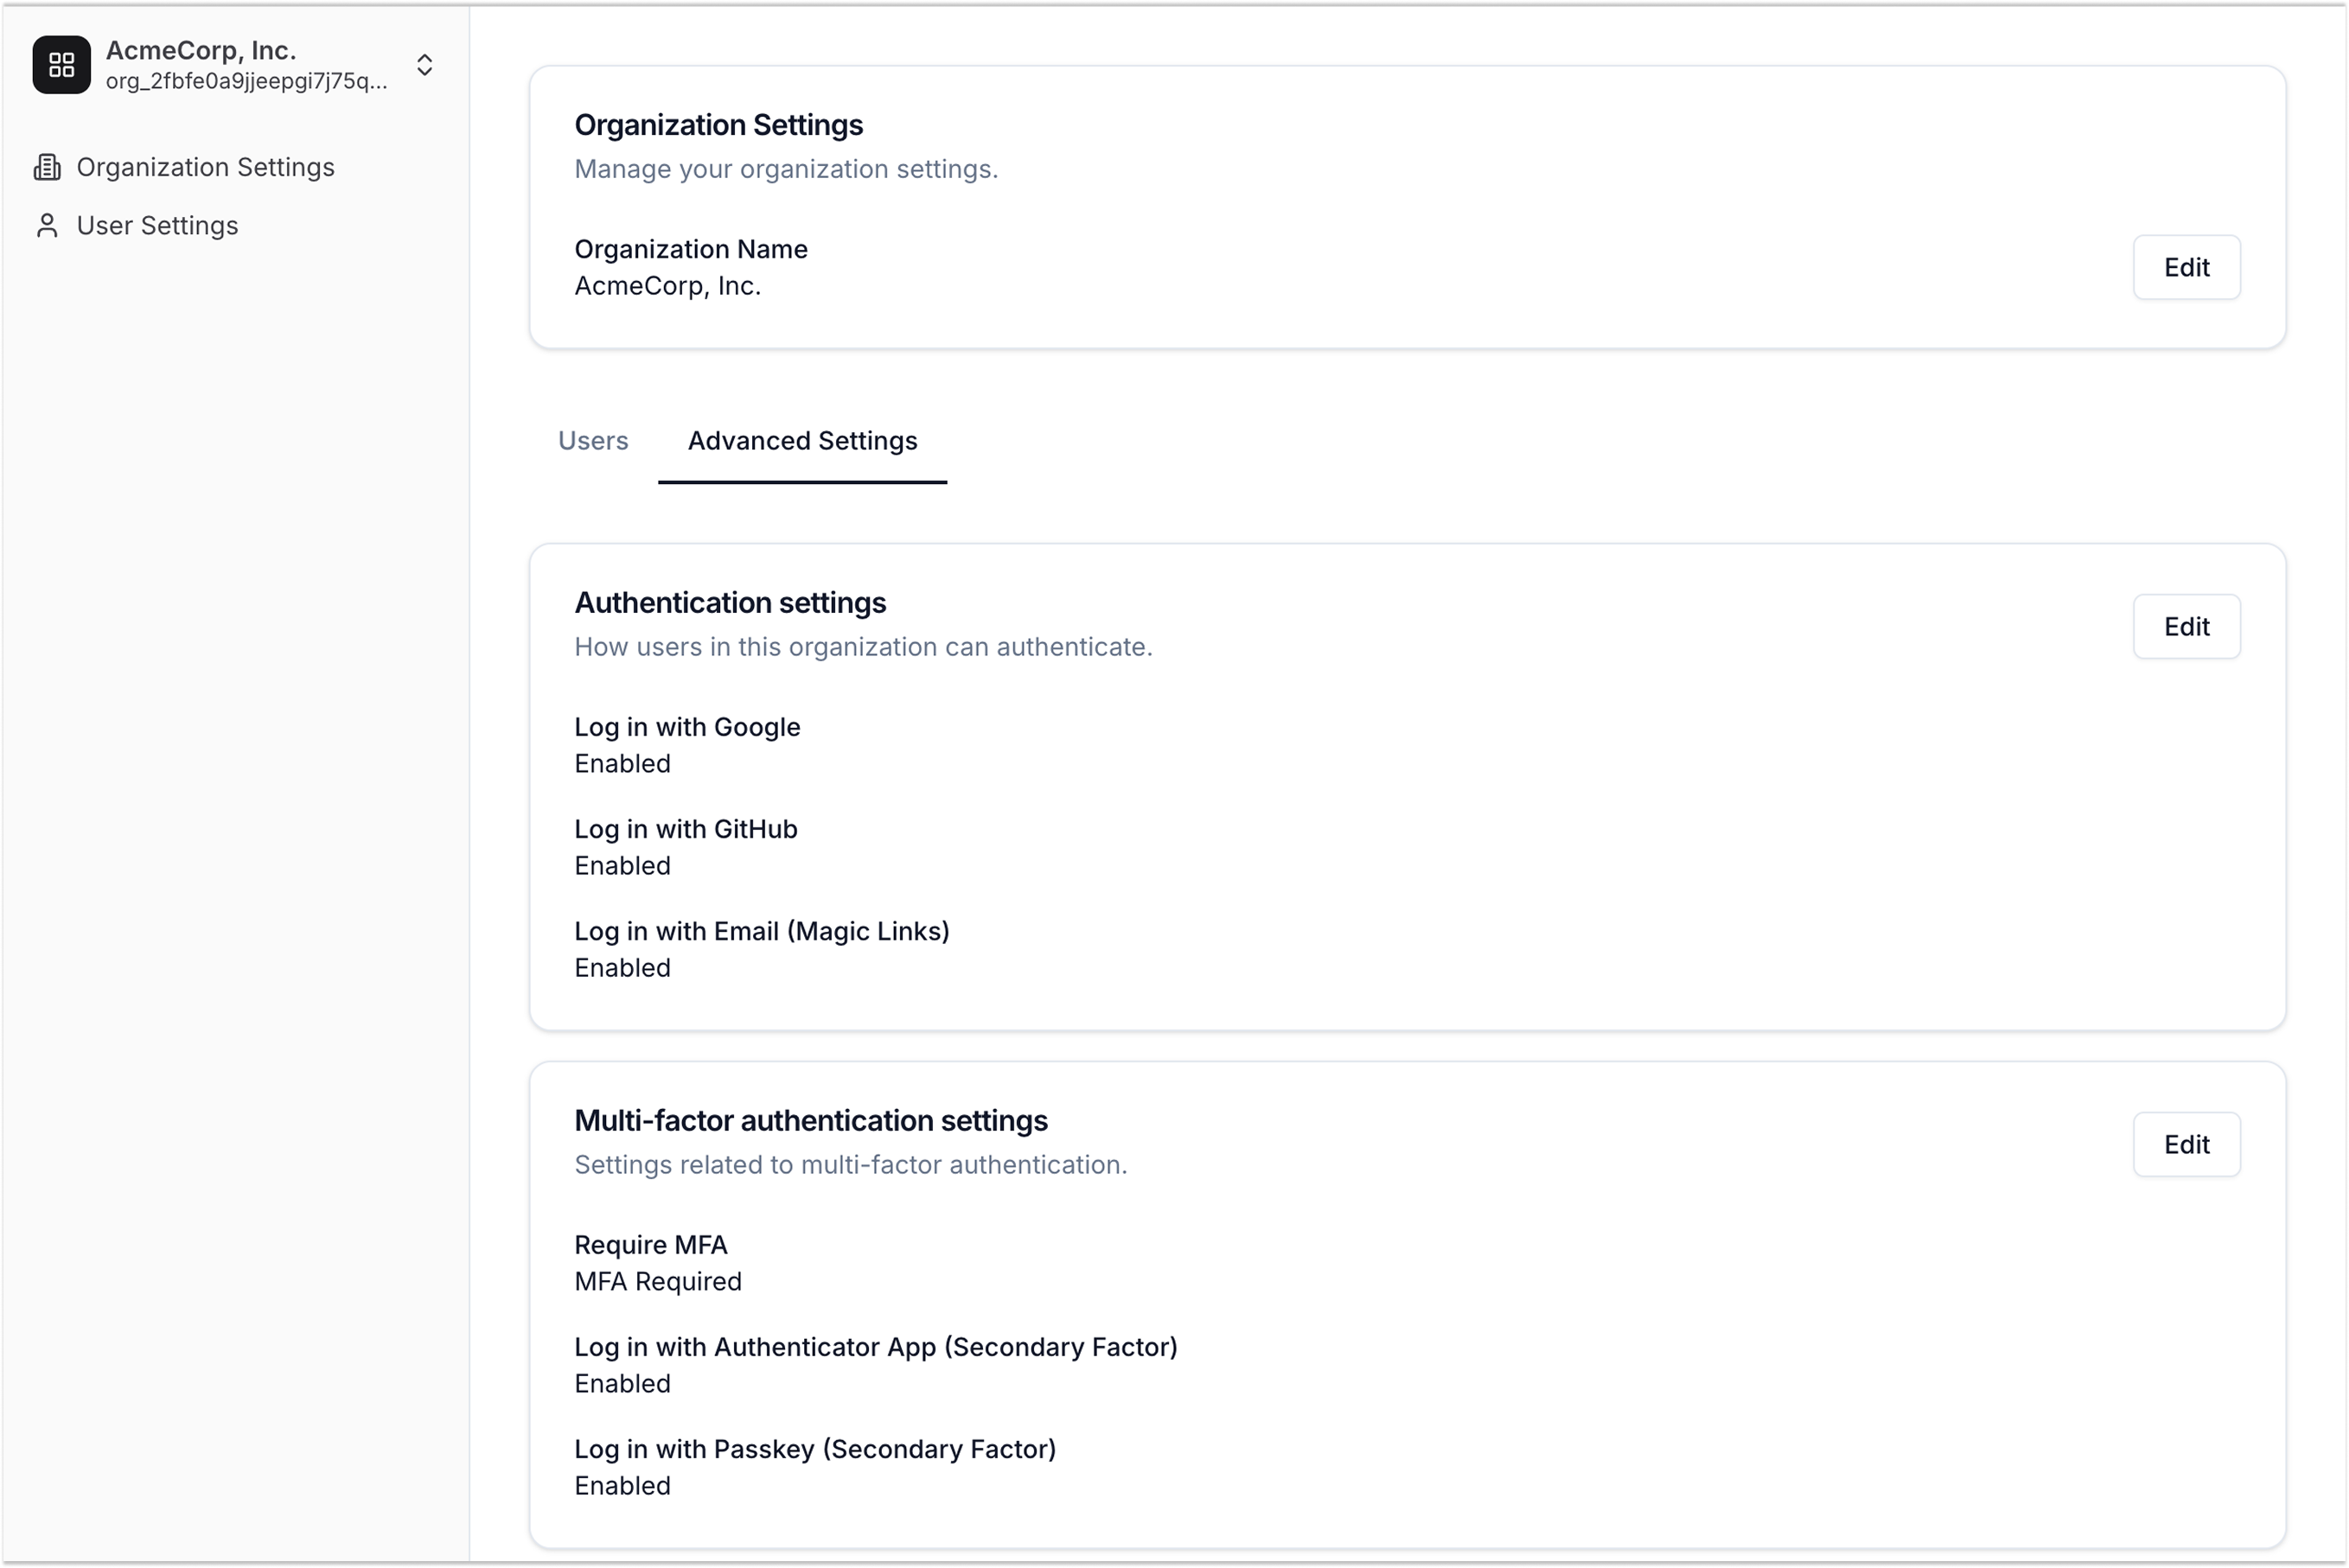 AcmeCorp, Inc.
org_2fbfe0a9jjeepgi7j75q...
Organization Settings
User Settings
Organization Settings
Manage your organization settings.
Organization Name
AcmeCorp, Inc.
Edit
Users
Advanced Settings
Authentication settings
How users in this organization can authenticate.
Edit
Log in with Google
Enabled
Log in with GitHub
Enabled
Log in with Email (Magic Links)
Enabled
Multi-factor authentication settings
Settings related to multi-factor authentication.
Edit
Require MFA
MFA Required
Log in with Authenticator App (Secondary Factor)
Enabled
Log in with Passkey (Secondary Factor)
Enabled